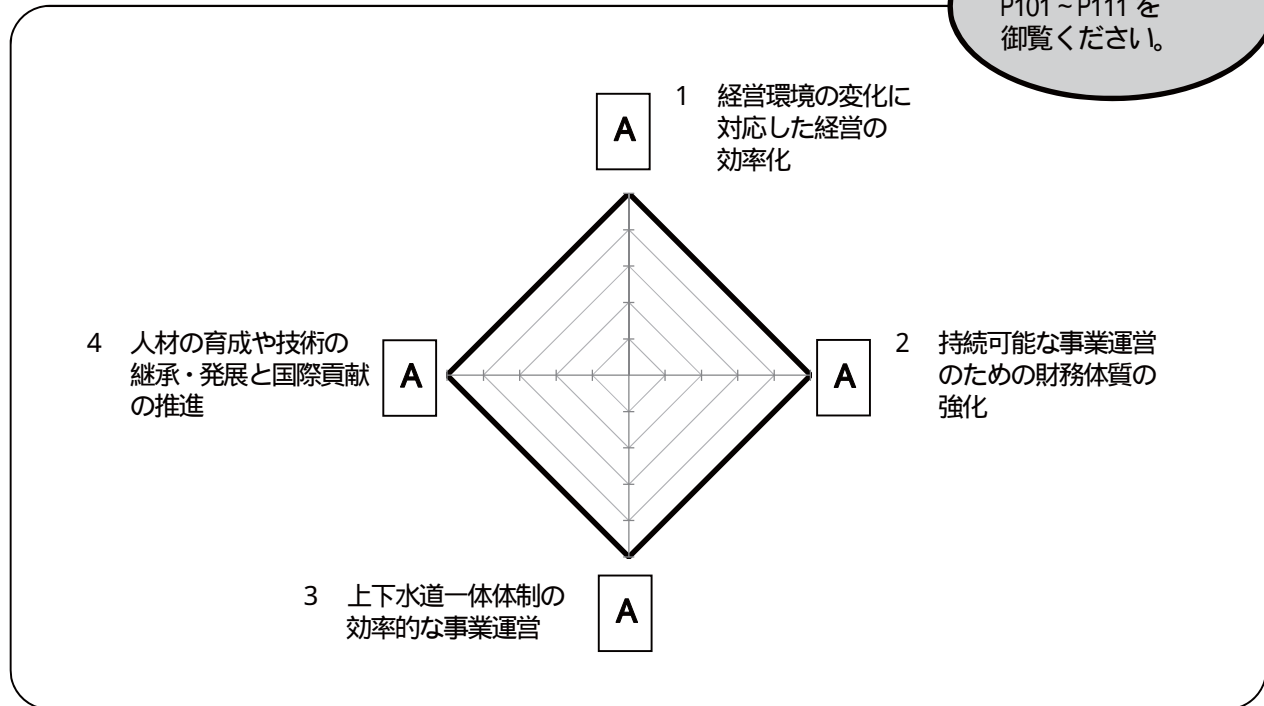 P101～P111 を
御覧ください。
A
1 経営環境の変化に
対応した経営の
効率化
4 人材の育成や技術の
継承・発展と国際貢献
の推進
A
A
2 持続可能な事業運営
のための財務体質の
強化
3 上下水道一体体制の
効率的な事業運営
A